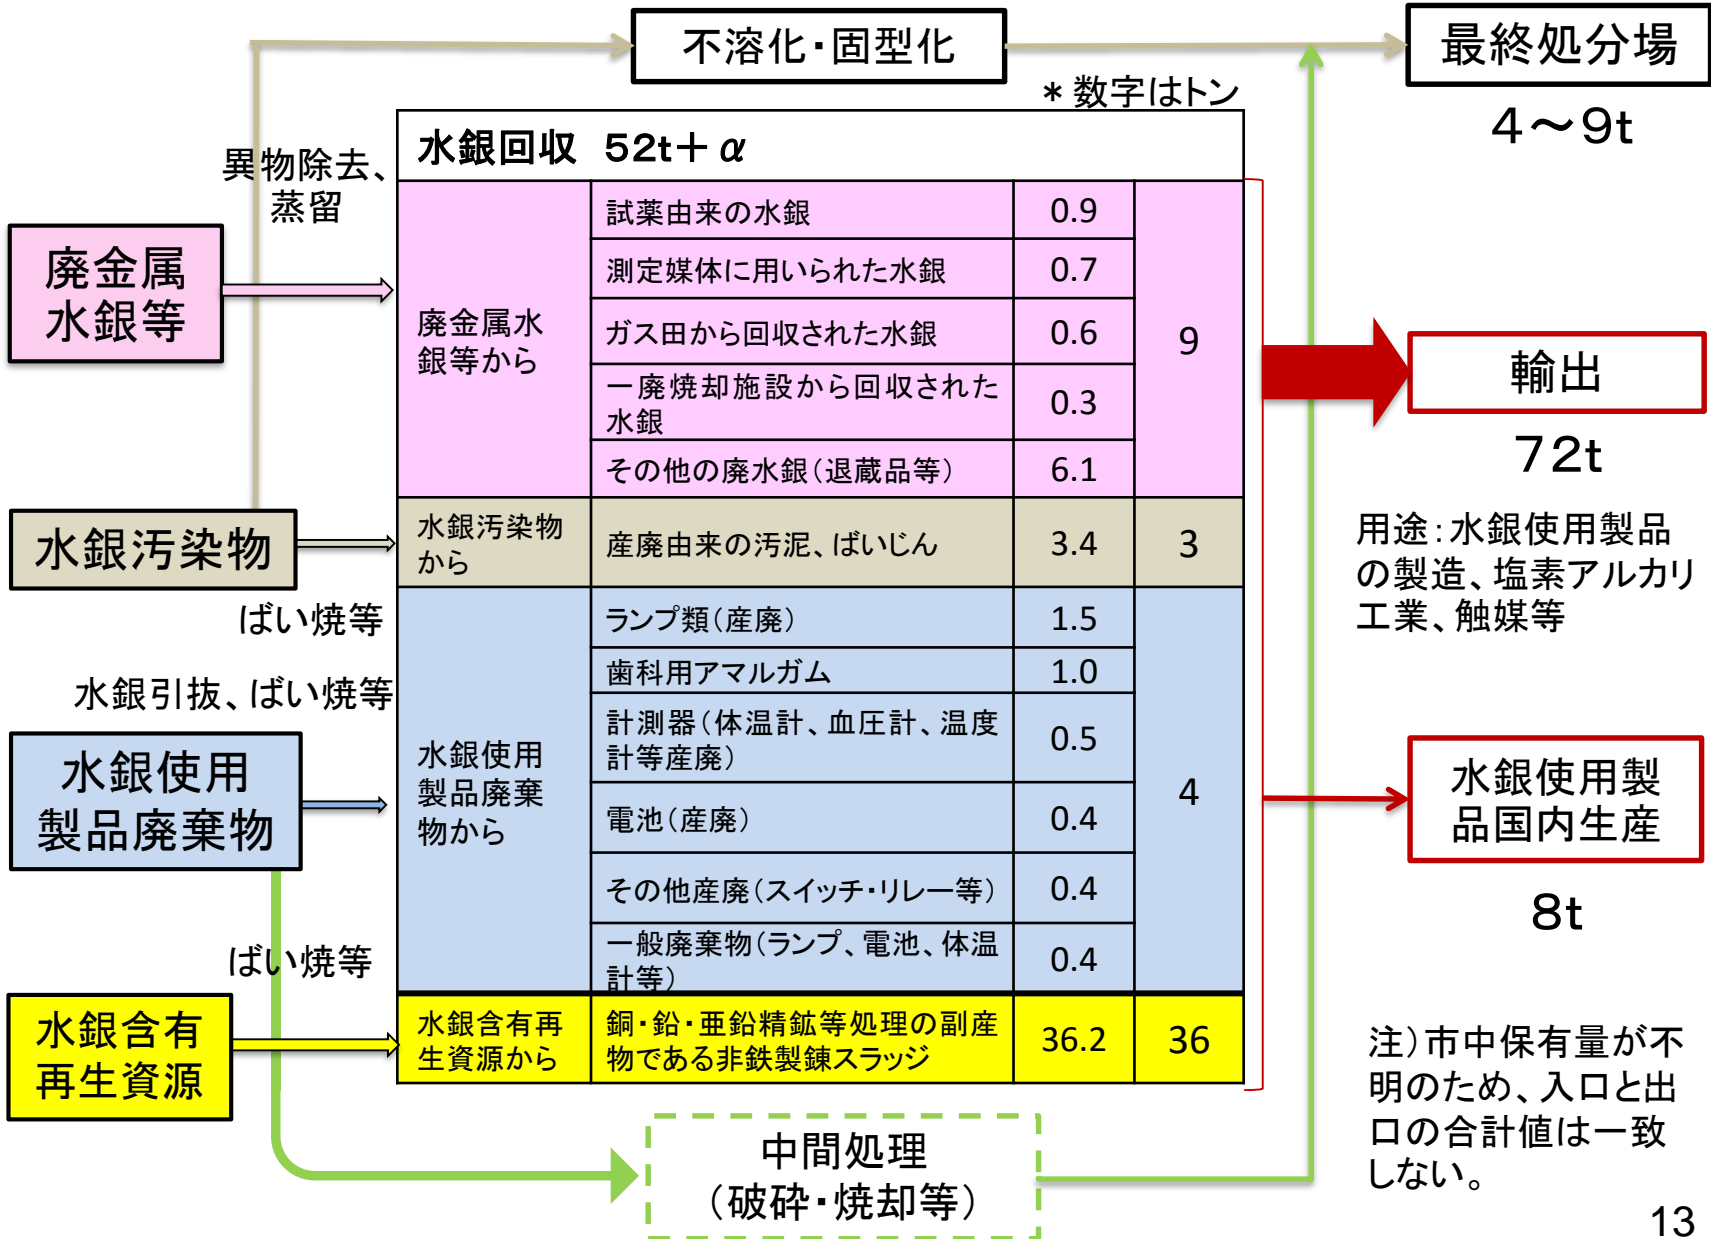 不溶化・固型化
最終処分場
4～9t
＊数字はトン
水銀回収 52t＋α
異物除去、
蒸留
廃金属
水銀等
廃金属水
銀等から
試薬由来の水銀
0.9
測定媒体に用いられた水銀
0.7
ガス田から回収された水銀
0.6
一廃焼却施設から回収された
水銀
0.3
その他の廃水銀（退蔵品等）
6.1
9
輸出
72t
用途：水銀使用製品
の製造、塩素アルカリ
工業、触媒等
水銀汚染物
水銀汚染物
から
産廃由来の汚泥、ばいじん
3.4
3
ばい焼等
水銀引抜、ばい焼等
水銀使用
製品廃棄物
水銀使用
製品廃棄
物から
ランプ類（産廃）
1.5
歯科用アマルガム
1.0
計測器（体温計、血圧計、温度
計等産廃）
0.5
電池（産廃）
0.4
その他産廃（スイッチ・リレー等）
0.4
一般廃棄物（ランプ、電池、体温
計等）
0.4
4
水銀使用製
品国内生産
8t
ばい焼等
水銀含有
再生資源
水銀含有再
生資源から
銅・鉛・亜鉛精鉱等処理の副産
物である非鉄製錬スラッジ
36.2
36
注）市中保有量が不
明のため、入口と出
口の合計値は一致
しない。
中間処理
（破砕・焼却等）
13